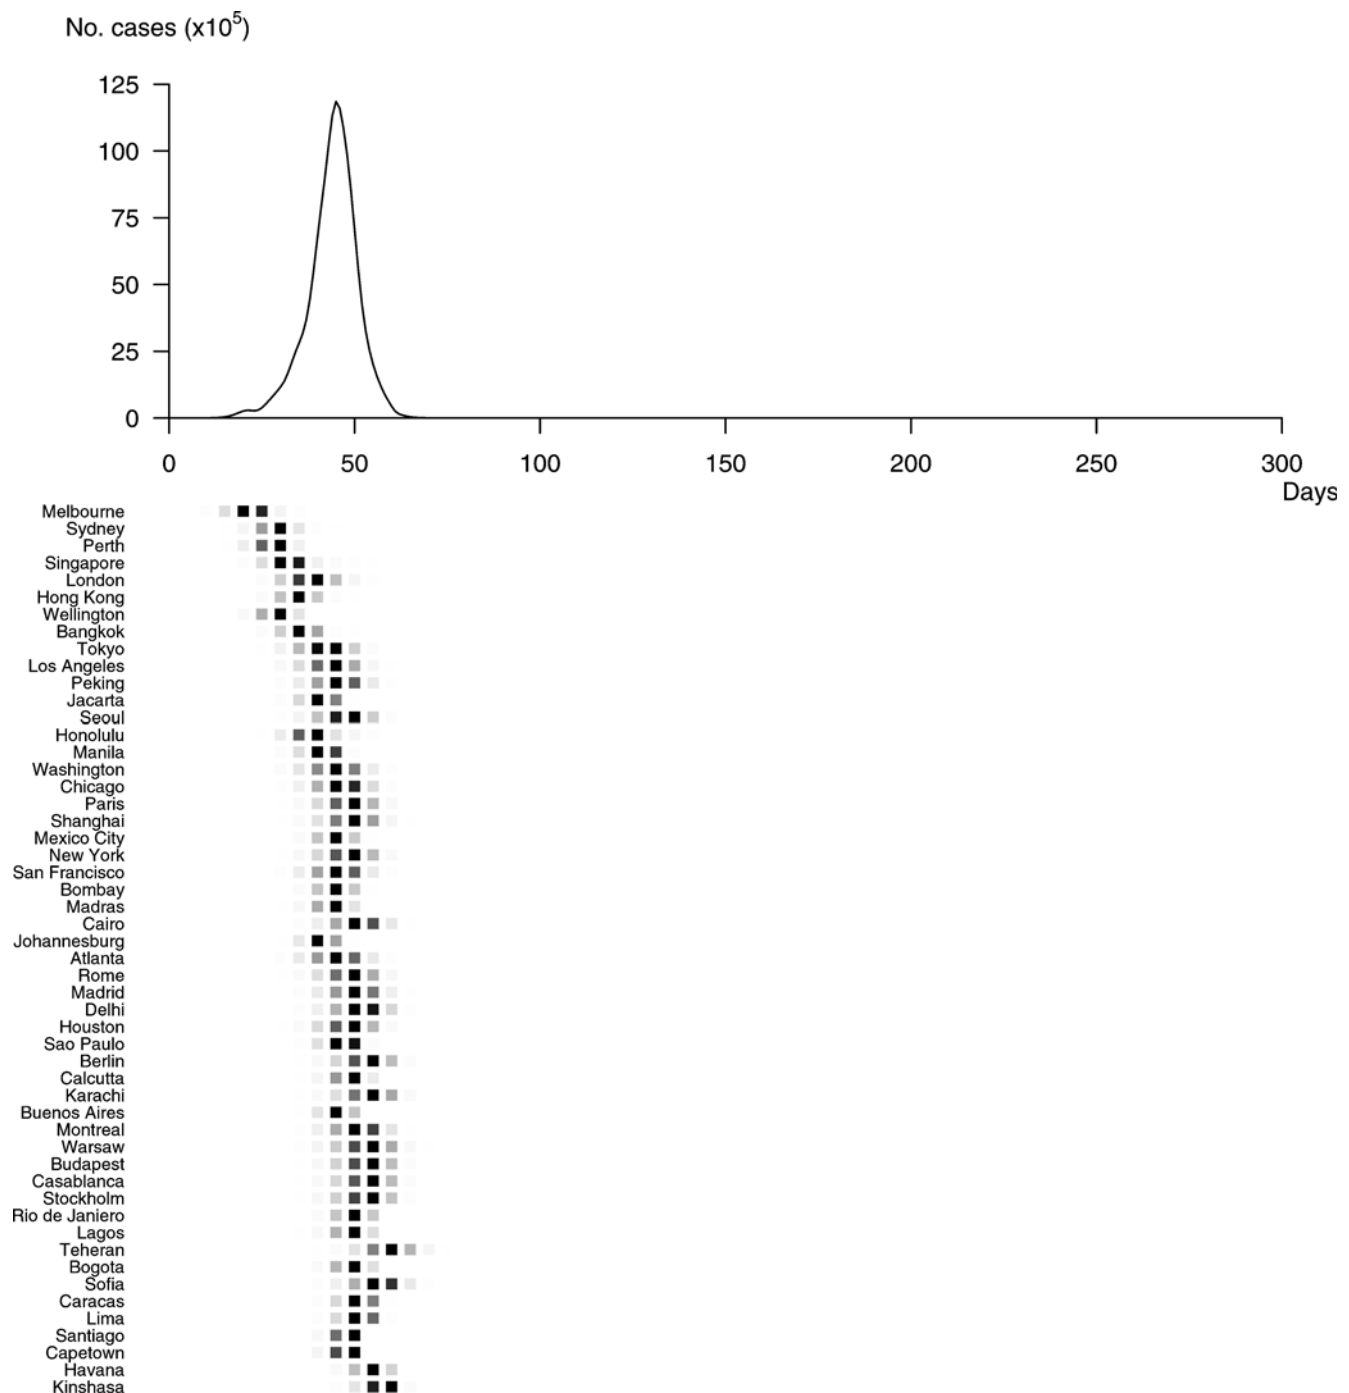 No. cases (x10⁵)
125
100
75
50
25
0
0 50 100 150 200 250 300
Days
Melbourne
Sydney
Perth
Singapore
London
Hong Kong
Wellington
Bangkok
Tokyo
Los Angeles
Peking
Jacarta
Seoul
Honolulu
Manila
Washington
Chicago
Paris
Shanghai
Mexico City
New York
San Francisco
Bombay
Madras
Cairo
Johannesburg
Atlanta
Rome
Madrid
Delhi
Houston
Sao Paulo
Berlin
Calcutta
Karachi
Buenos Aires
Montreal
Warsaw
Budapest
Casablanca
Stockholm
Rio de Janiero
Lagos
Teheran
Bogota
Sofia
Caracas
Lima
Santiago
Capetown
Havana
Kinshasa